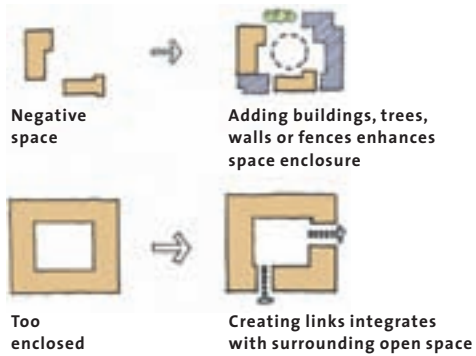 Negative
space
Adding buildings, trees,
walls or fences enhances
space enclosure
Too
enclosed
Creating links integrates
with surrounding open space